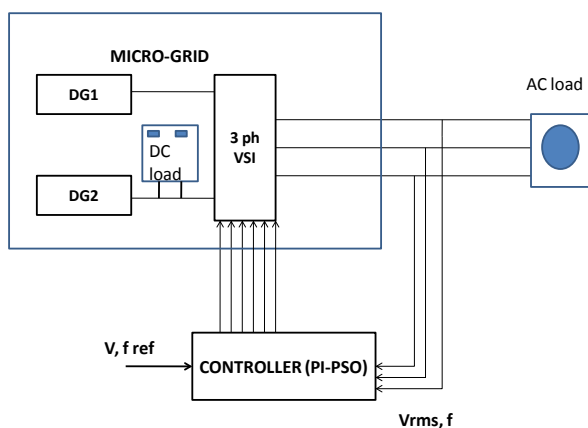 MICRO-GRID
DG1
AC load
3 ph
VSI
DC
load
DG2
V, f ref
CONTROLLER (PI-PSO)
Vrms, f